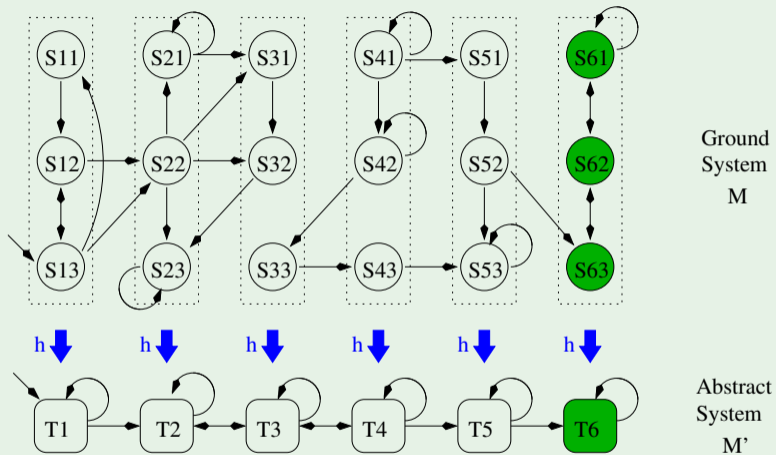 S11 S21 S31 S41 S51 S61
S12 S22 S32 S42 S52 S62
Ground
System
M
S13 S23 S33 S43 S53 S63
h h h h h h
T1 T2 T3 T4 T5 T6
Abstract
System
M'